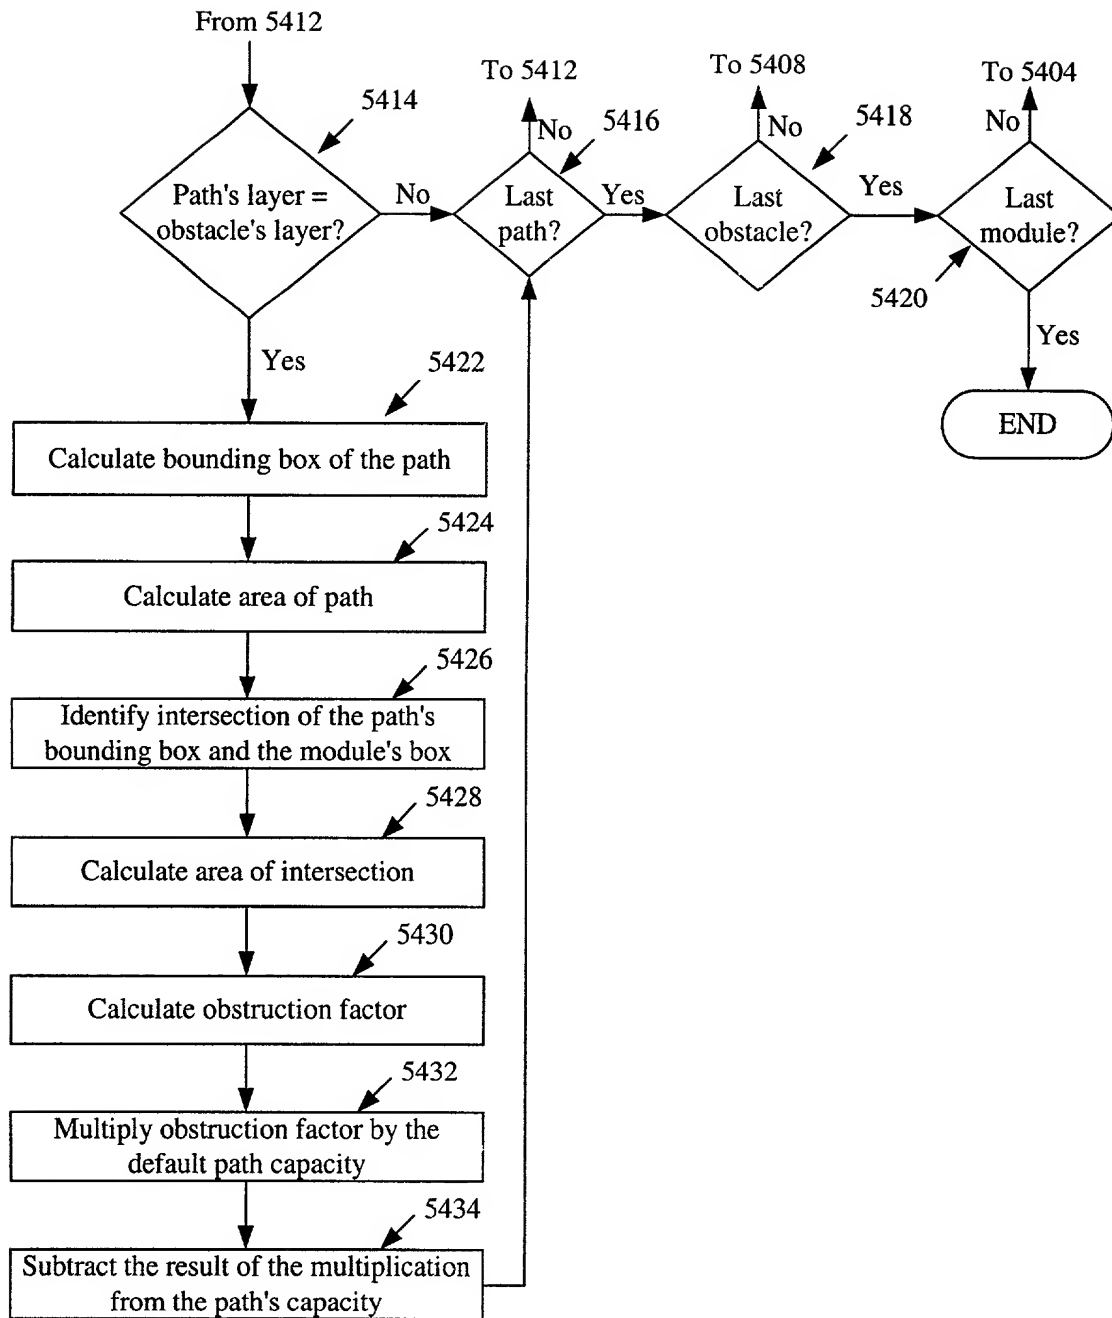 From 5412
To 5412
To 5408
To 5404
5414
5416
5418
No
No
No
Path's layer =
obstacle's layer?
No
Last
path?
Yes
Last
obstacle?
Yes
Last
module?
5420
Yes
Yes
END
5422
Calculate bounding box of the path
5424
Calculate area of path
5426
Identify intersection of the path's
bounding box and the module's box
5428
Calculate area of intersection
5430
Calculate obstruction factor
5432
Multiply obstruction factor by the
default path capacity
5434
Subtract the result of the multiplication
from the path's capacity